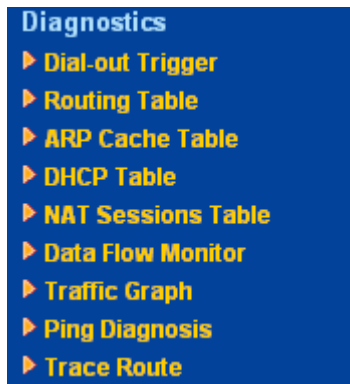 Diagnostics
Dial-out Trigger
Routing Table
ARP Cache Table
DHCP Table
NAT Sessions Table
Data Flow Monitor
Traffic Graph
Ping Diagnosis
Trace Route